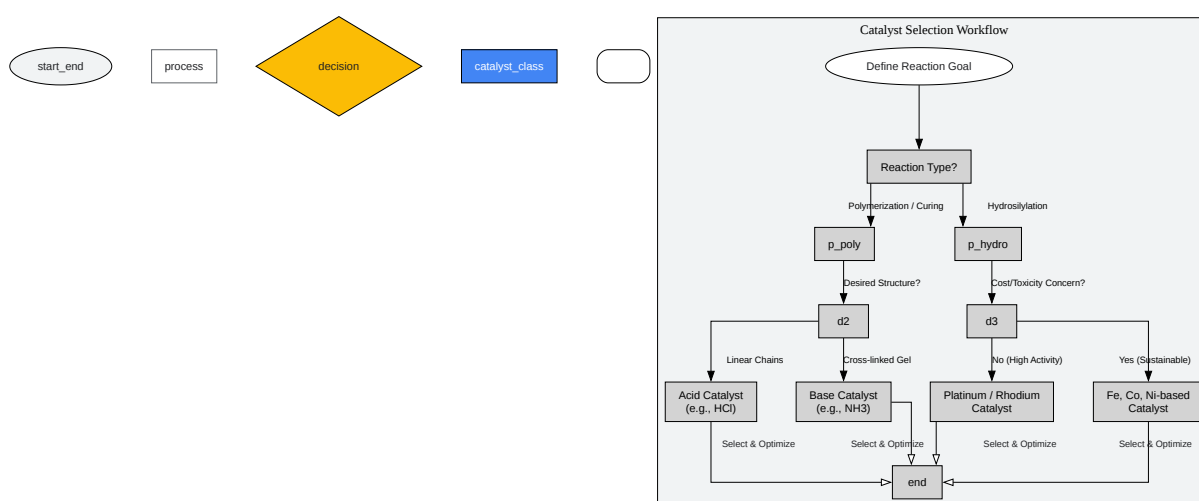 Catalyst Selection Workflow
start_end
process
decision
catalyst_class
Define Reaction Goal
Reaction Type?
Polymerization / Curing
Hydrosilylation
p_poly
p_hydro
Desired Structure?
Cost/Toxicity Concern?
d2
d3
Linear Chains
Cross-linked Gel
No (High Activity)
Yes (Sustainable)
Acid Catalyst
(e.g., HCl)
Base Catalyst
(e.g., NH3)
Platinum / Rhodium
Catalyst
Fe, Co, Ni-based
Catalyst
Select & Optimize
Select & Optimize
Select & Optimize
Select & Optimize
end